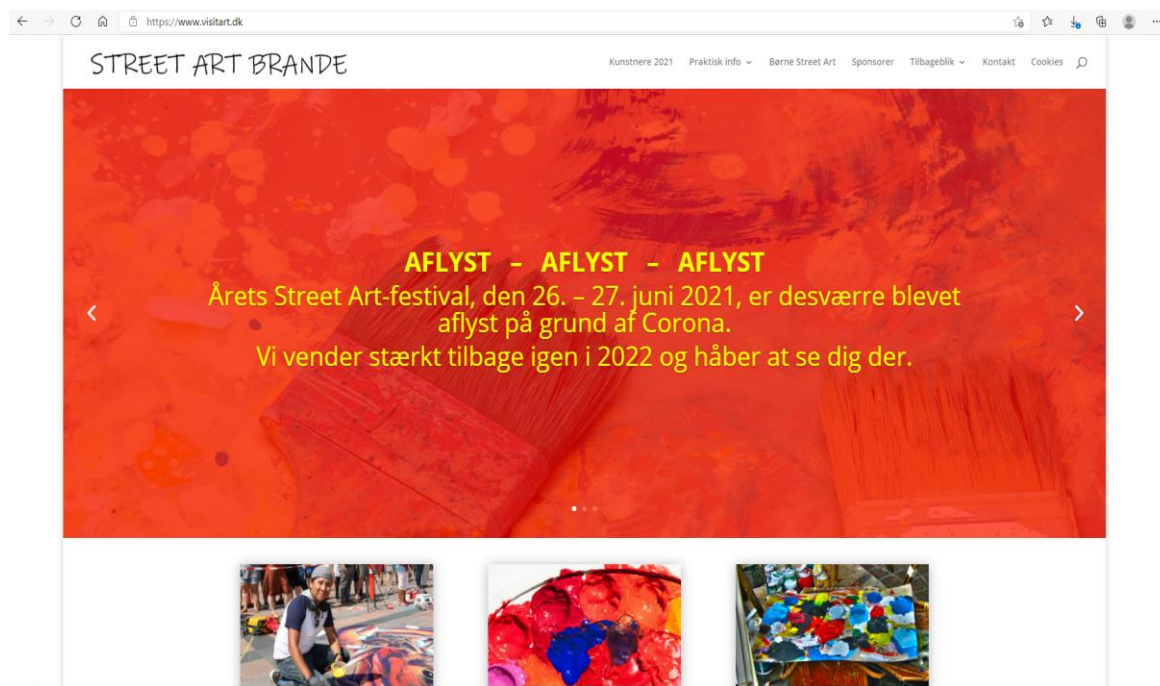 https://www.visitart.dk
STREET ART BRANDE
Kunstnere 2021 Praktisk info Børne Street Art Sponsorer Tilbageblik Kontakt Cookies
AFLYST – AFLYST – AFLYST
Årets Street Art-festival, den 26. – 27. juni 2021, er desværre blevet
aflyst på grund af Corona.
Vi vender stærkt tilbage igen i 2022 og håber at se dig der.